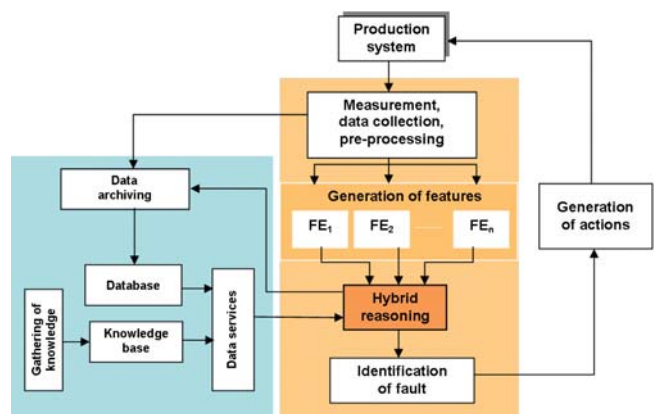 Production
system
Measurement,
data collection,
pre-processing
Data
archiving
Generation of features
FE₁
FE₂
FEₙ
Generation
of actions
Database
Hybrid
reasoning
Gathering of
knowledge
Knowledge
base
Data services
Identification
of fault